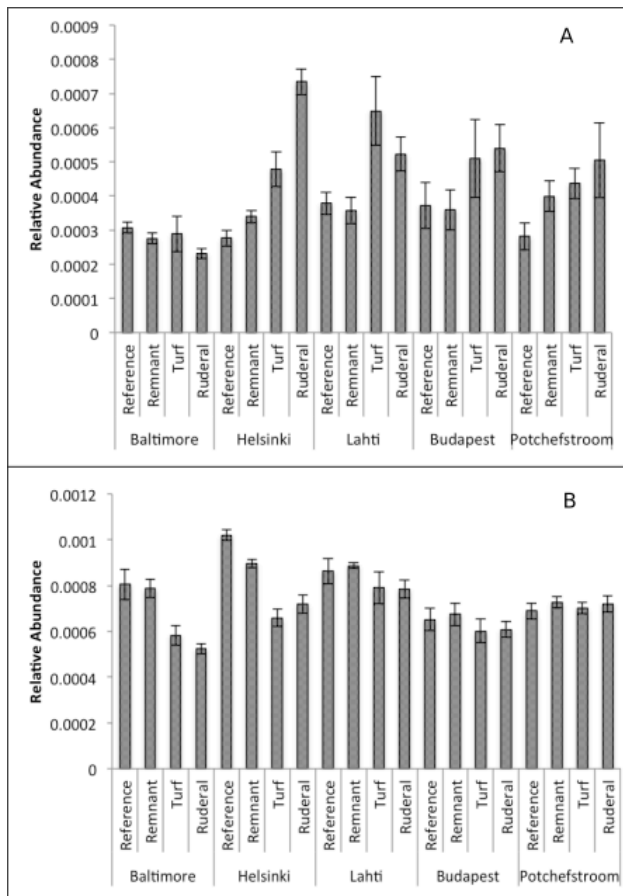 A
Relative Abundance
0.0009
0.0008
0.0007
0.0006
0.0005
0.0004
0.0003
0.0002
0.0001
0
Reference Remnant Turf Ruderal Reference Remnant Turf Ruderal Reference Remnant Turf Ruderal Reference Remnant Turf Ruderal Reference Remnant Turf Ruderal
Baltimore Helsinki Lahti Budapest Potchefstroom
B
Relative Abundance
0.0012
0.001
0.0008
0.0006
0.0004
0.0002
0
Reference Remnant Turf Ruderal Reference Remnant Turf Ruderal Reference Remnant Turf Ruderal Reference Remnant Turf Ruderal Reference Remnant Turf Ruderal
Baltimore Helsinki Lahti Budapest Potchefstroom